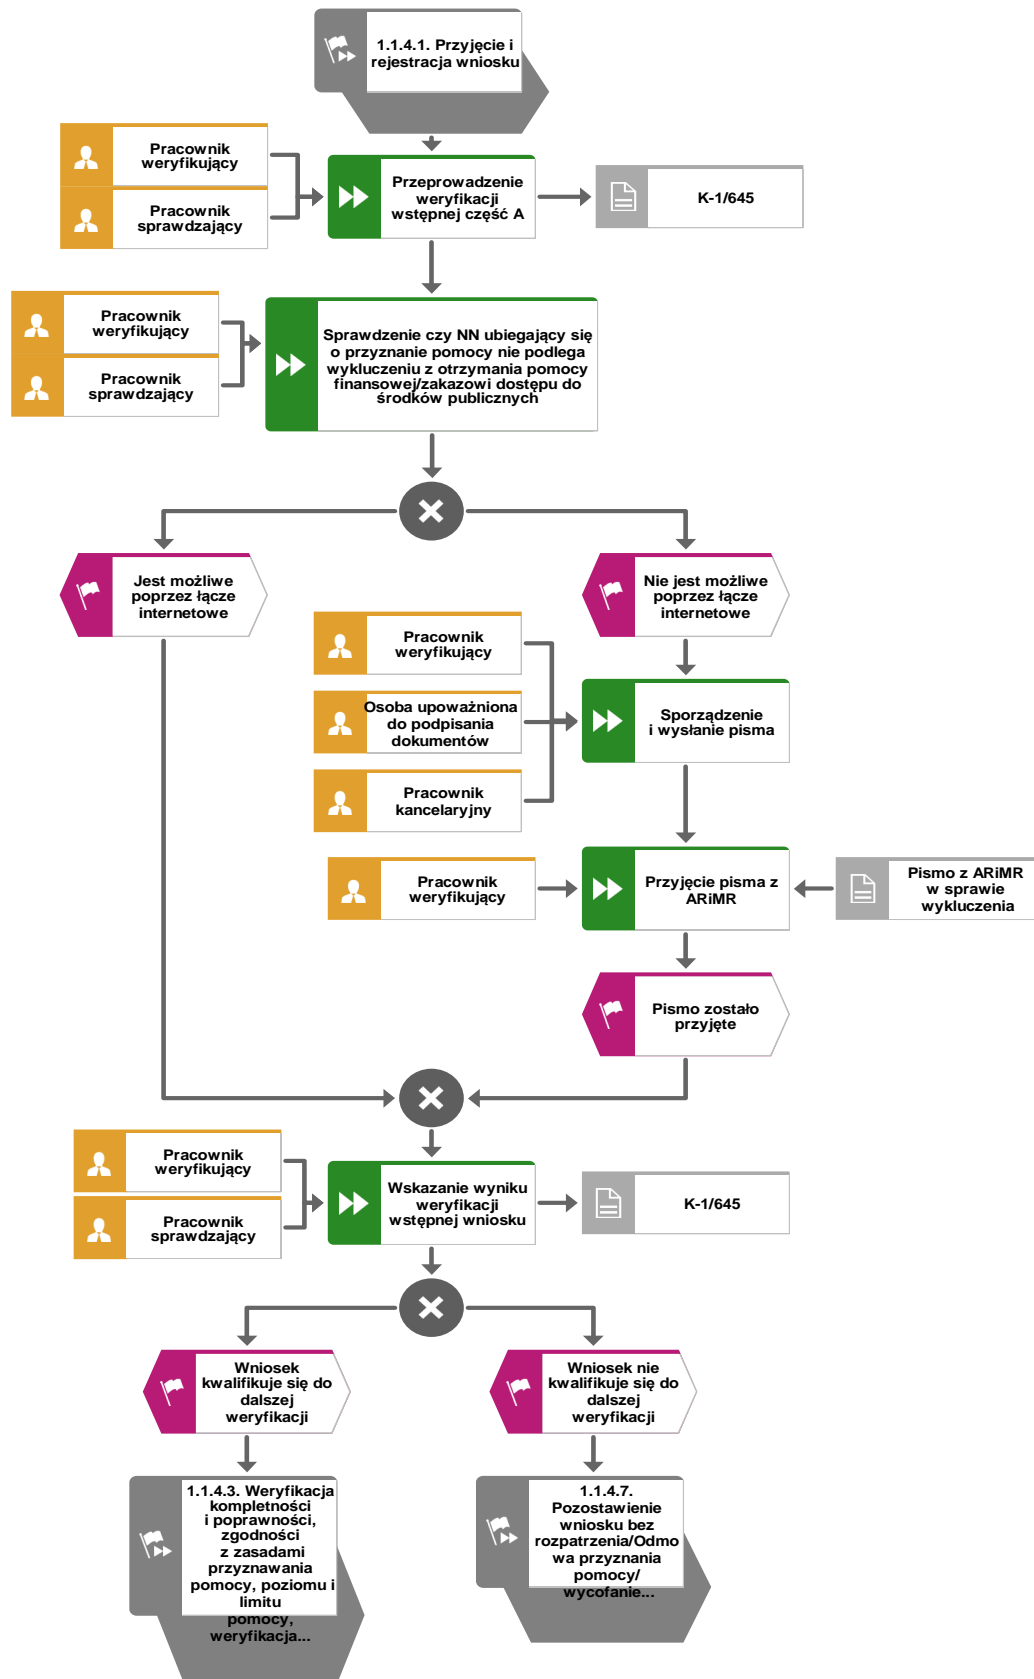 1.1.4.1. Przyjęcie i
rejestracja wniosku
Pracownik
weryfikujący
Pracownik
sprawdzający
Przeprowadzenie
weryfikacji
wstępnej część A
K-1/645
Pracownik
weryfikujący
Pracownik
sprawdzający
Sprawdzenie czy NN ubiegający się
o przyznanie pomocy nie podlega
wykluczeniu z otrzymania pomocy
finansowej/zakazowi dostępu do
środków publicznych
Jest możliwe
poprzez łącze
internetowe
Nie jest możliwe
poprzez łącze
internetowe
Pracownik
weryfikujący
Osoba upoważniona
do podpisania
dokumentów
Pracownik
kancelaryjny
Sporządzenie
i wysłanie pisma
Pracownik
weryfikujący
Przyjęcie pisma z
ARiMR
Pismo z ARiMR
w sprawie
wykluczenia
Pismo zostało
przyjęte
Pracownik
weryfikujący
Pracownik
sprawdzający
Wskazanie wyniku
weryfikacji
wstępnej wniosku
K-1/645
Wniosek
kwalifikuje się do
dalszej
weryfikacji
Wniosek nie
kwalifikuje się do
dalszej
weryfikacji
1.1.4.3. Weryfikacja
kompletności
i poprawności,
zgodności
z zasadami
przyznawania
pomocy, poziomu i
limitu
pomocy,
weryfikacja...
1.1.4.7.
Pozostawienie
wniosku bez
rozpatrzenia/Odmo
wa przyznania
pomocy/
wycofanie...